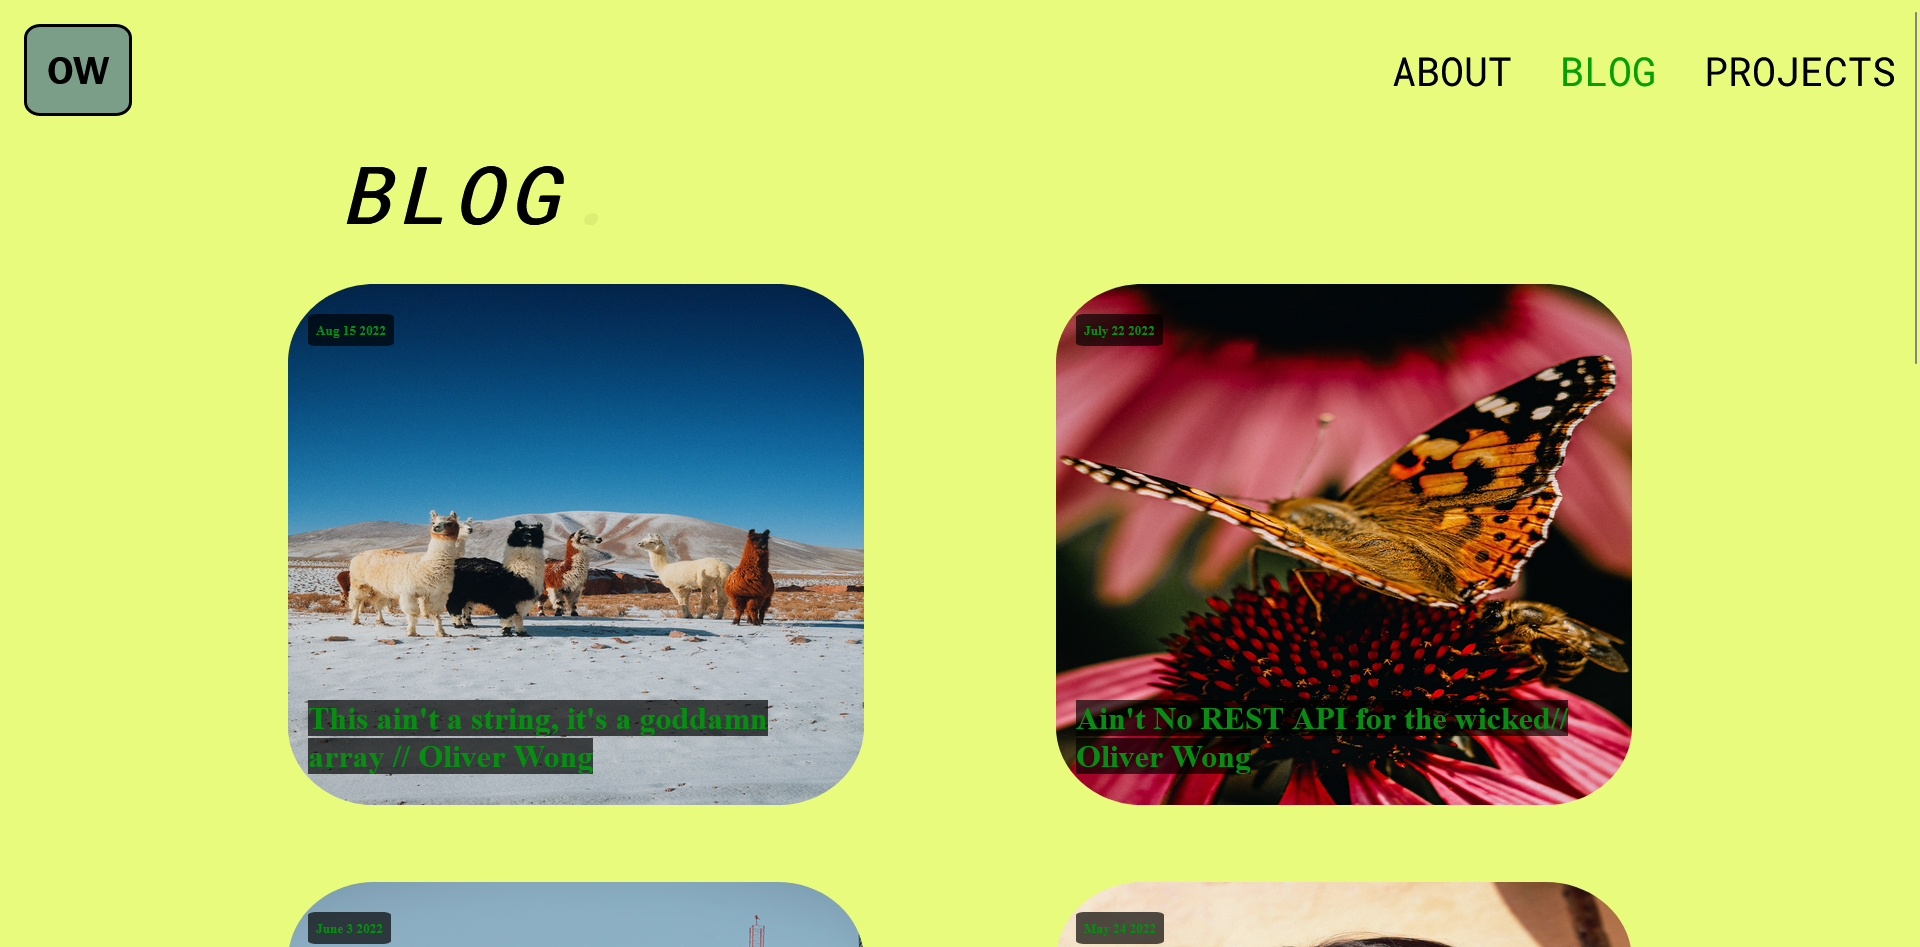 OW
ABOUT BLOG PROJECTS
BLOG.
Aug 15 2022
This ain't a string, it's a goddamn
array // Oliver Wong
July 22 2022
Ain't No REST API for the wicked//
Oliver Wong
June 3 2022
May 24 2022